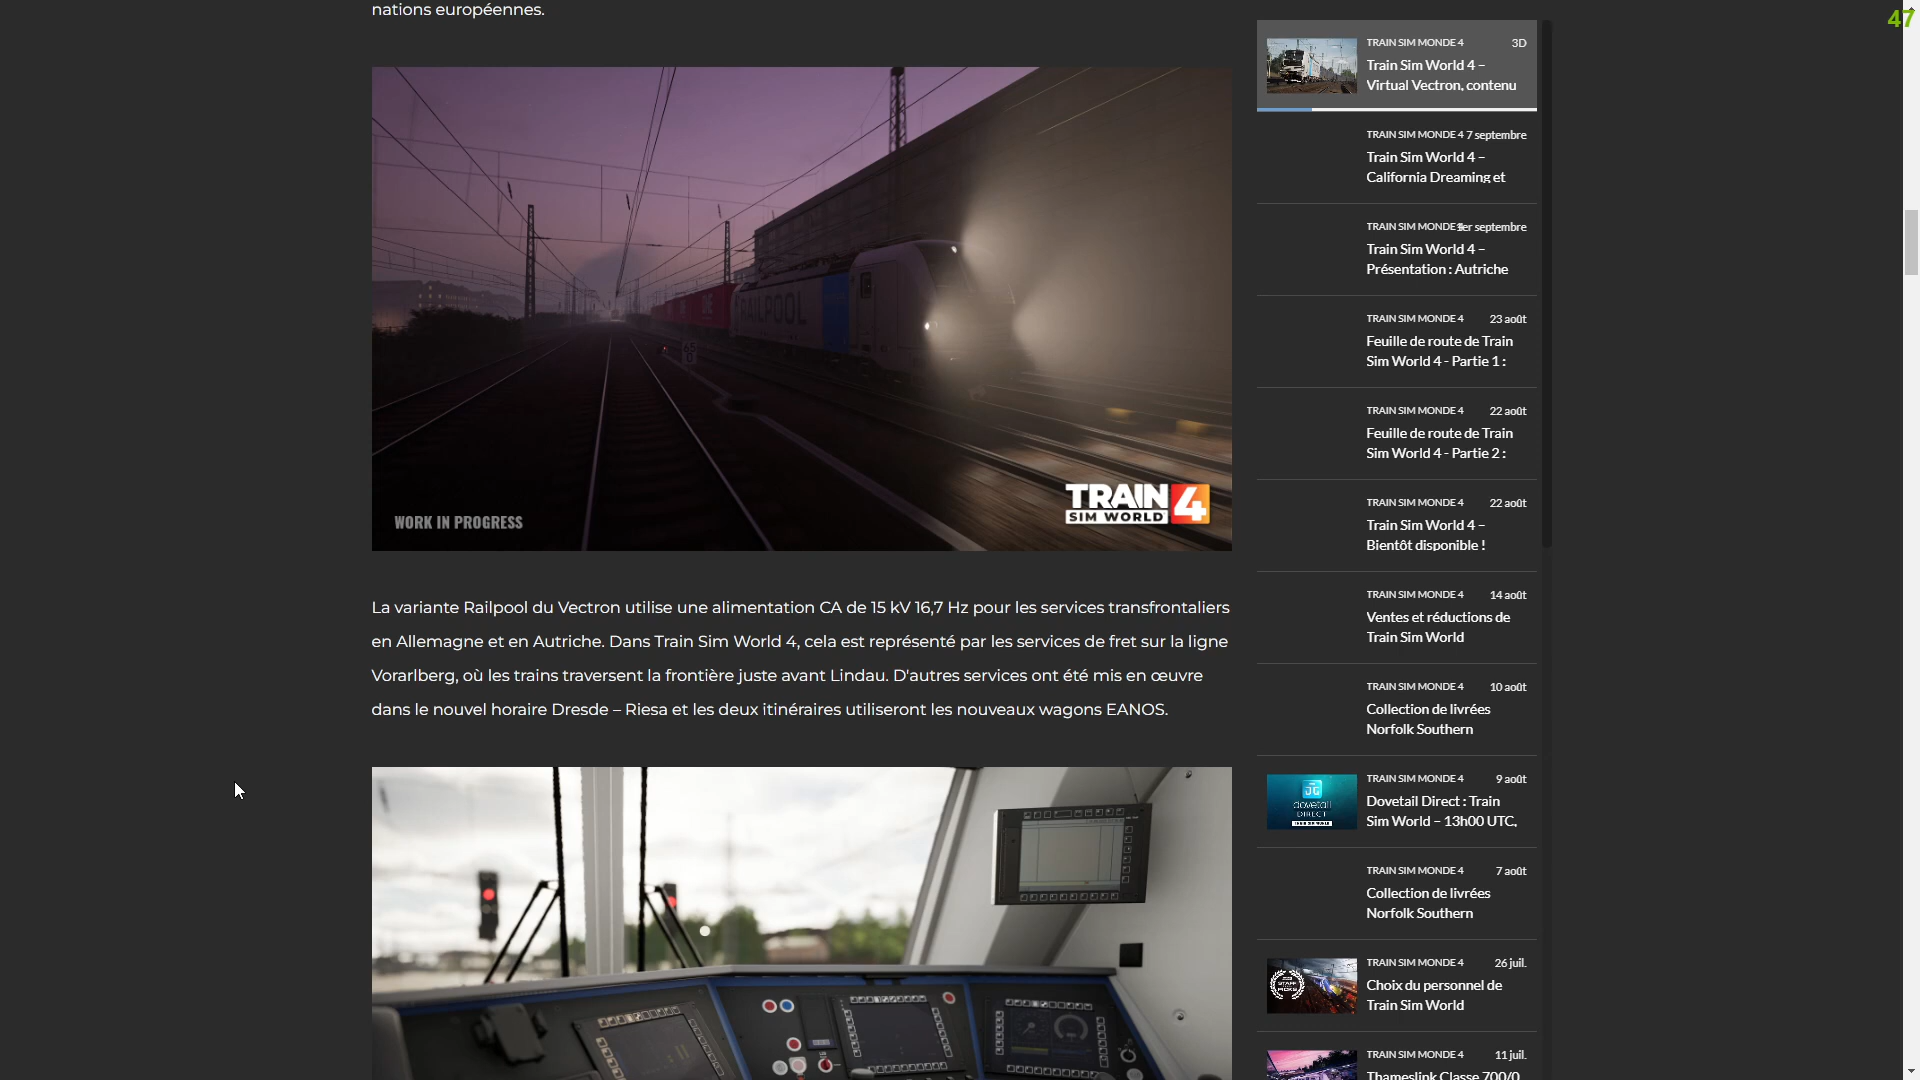 nations européennes.
47
RAILPOOL
WORK IN PROGRESS
TRAIN 4
SIM WORLD
La variante Railpool du Vectron utilise une alimentation CA de 15 kV 16,7 Hz pour les services transfrontaliers
en Allemagne et en Autriche. Dans Train Sim World 4, cela est représenté par les services de fret sur la ligne
Vorarlberg, où les trains traversent la frontière juste avant Lindau. D'autres services ont été mis en œuvre
dans le nouvel horaire Dresde – Riesa et les deux itinéraires utiliseront les nouveaux wagons EANOS.
TRAIN SIM MONDE 4 3D
Train Sim World 4 –
Virtual Vectron, contenu
TRAIN SIM MONDE 4 7 septembre
Train Sim World 4 –
California Dreaming et
TRAIN SIM MONDE 1er septembre
Train Sim World 4 –
Présentation : Autriche
TRAIN SIM MONDE 4 23 août
Feuille de route de Train
Sim World 4 - Partie 1 :
TRAIN SIM MONDE 4 22 août
Feuille de route de Train
Sim World 4 - Partie 2 :
TRAIN SIM MONDE 4 22 août
Train Sim World 4 –
Bientôt disponible !
TRAIN SIM MONDE 4 14 août
Ventes et réductions de
Train Sim World
TRAIN SIM MONDE 4 10 août
Collection de livrées
Norfolk Southern
dovetail
DIRECT
TRAIN SIM MONDE 4 9 août
Dovetail Direct : Train
Sim World – 13h00 UTC,
TRAIN SIM MONDE 4 7 août
Collection de livrées
Norfolk Southern
STAFF
PICKS
TRAIN SIM MONDE 4 26 juil.
Choix du personnel de
Train Sim World
TRAIN SIM MONDE 4 11 juil.
Thameslink Classe 700/0